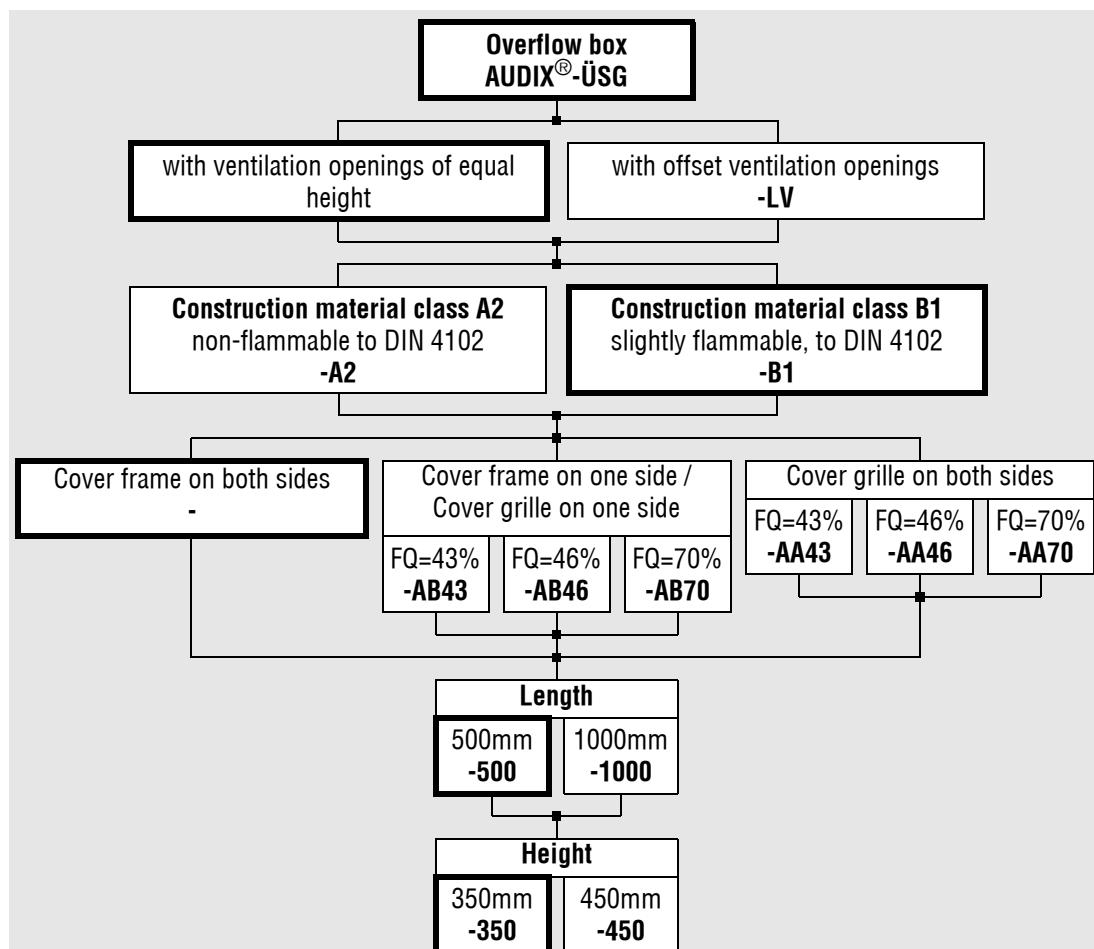 Overflow box
AUDIX®-ÜSG
with ventilation openings of equal
height
with offset ventilation openings
-LV
Construction material class A2
non-flammable to DIN 4102
-A2
Construction material class B1
slightly flammable, to DIN 4102
-B1
Cover frame on both sides
-
Cover frame on one side /
Cover grille on one side
FQ=43%
-AB43
FQ=46%
-AB46
FQ=70%
-AB70
Cover grille on both sides
FQ=43%
-AA43
FQ=46%
-AA46
FQ=70%
-AA70
Length
500mm
-500
1000mm
-1000
Height
350mm
-350
450mm
-450